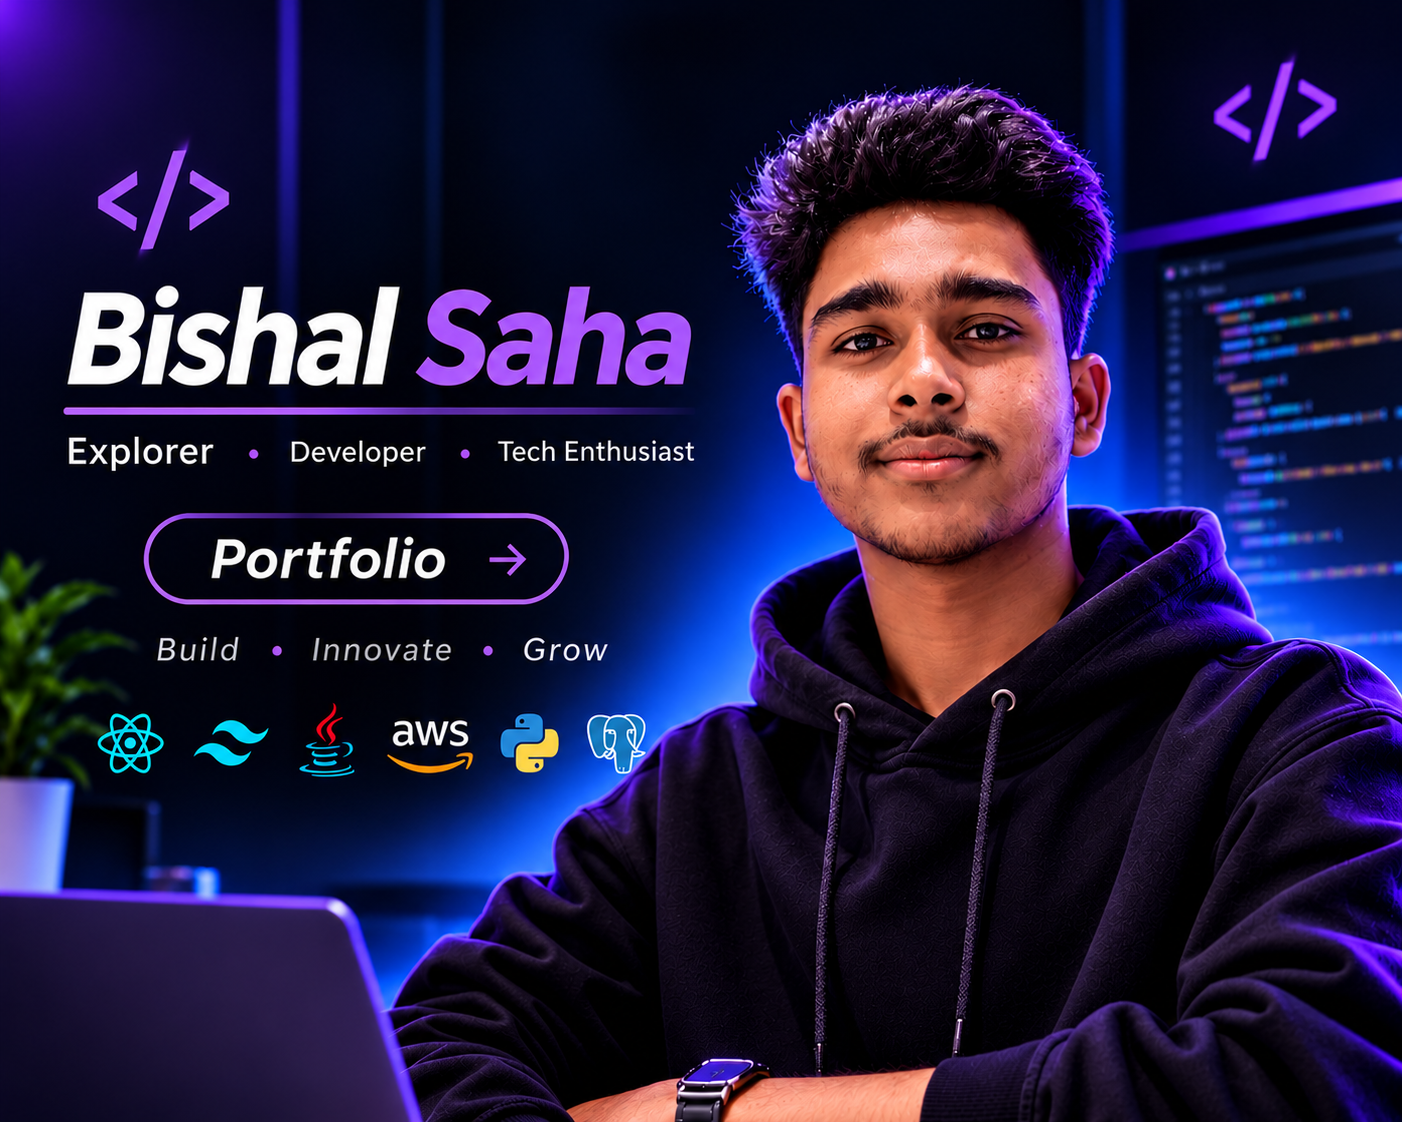 </>
</>
Bishal Saha
Explorer • Developer • Tech Enthusiast
Portfolio →
Build • Innovate • Grow
aws